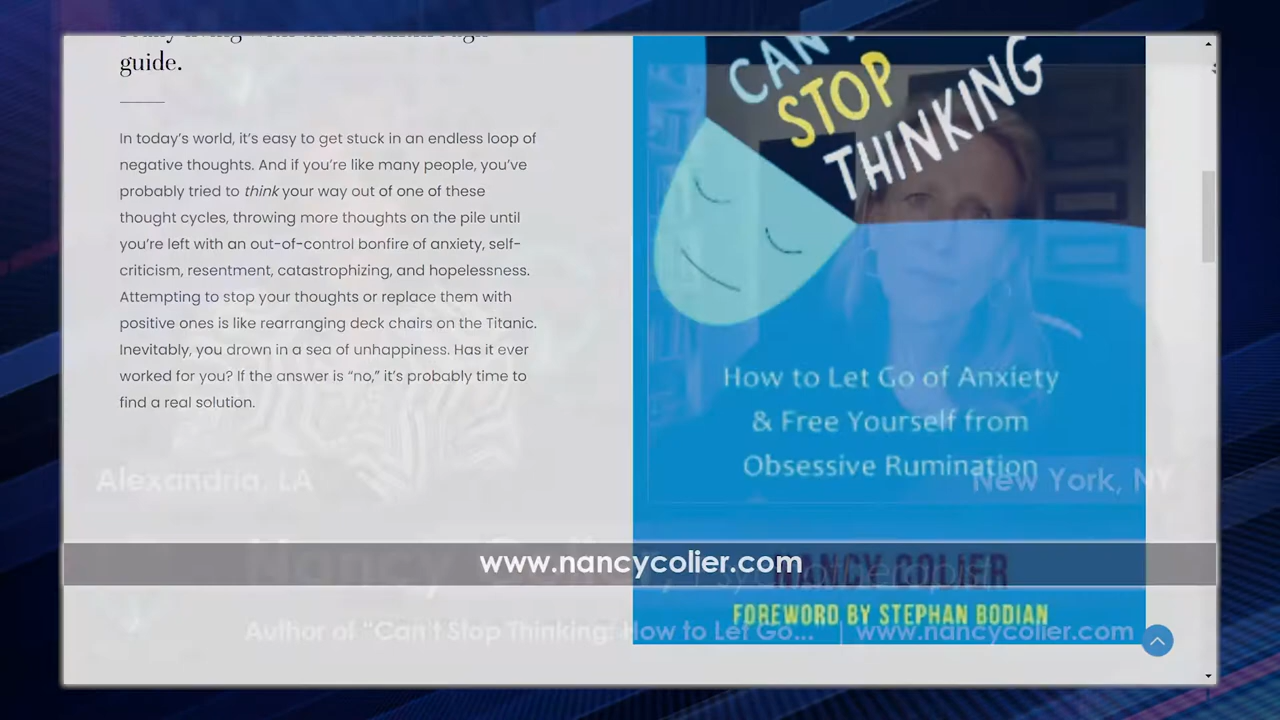 guide.
In today's world, it's easy to get stuck in an endless loop of
negative thoughts. And if you're like many people, you've
probably tried to think your way out of one of these
thought cycles, throwing more thoughts on the pile until
you're left with an out-of-control bonfire of anxiety, self-
criticism, resentment, catastrophizing, and hopelessness.
Attempting to stop your thoughts or replace them with
positive ones is like rearranging deck chairs on the Titanic.
Inevitably, you drown in a sea of unhappiness. Has it ever
worked for you? If the answer is “no,” it's probably time to
find a real solution.
CAN'T
STOP
THINKING
How to Let Go of Anxiety
& Free Yourself from
Obsessive Rumination
NANCY COLIER
FOREWORD BY STEPHAN BODIAN
Alexandria, LA
New York, NY
www.nancycolier.com
Nancy Colier, Psychotherapist
Author of “Can't Stop Thinking: How to Let Go... | www.nancycolier.com